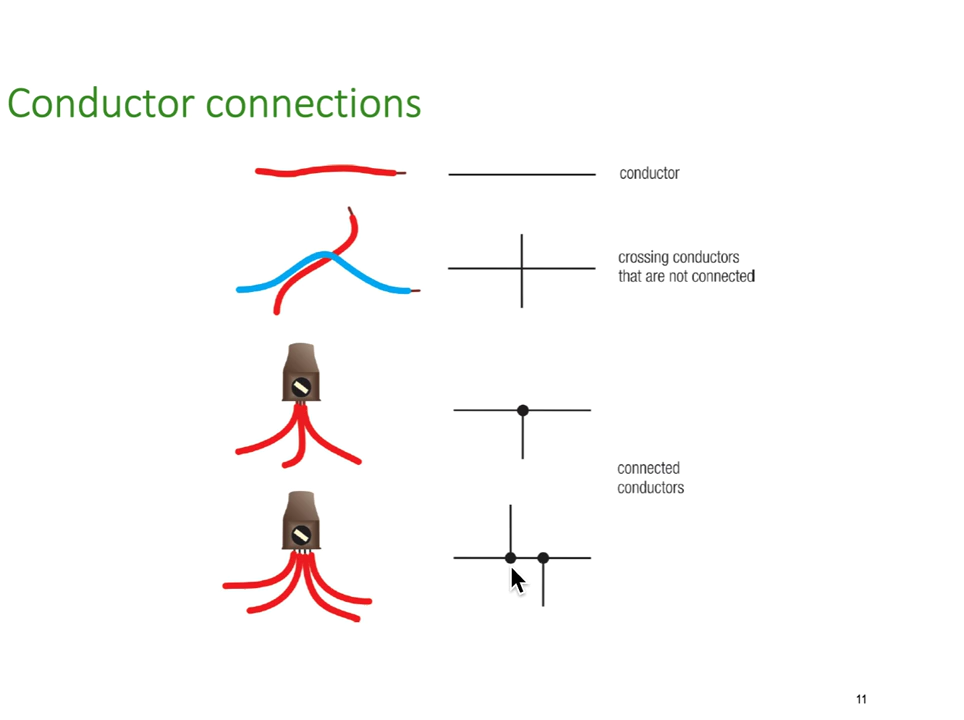 Conductor connections
conductor
crossing conductors
that are not connected
connected
conductors
11